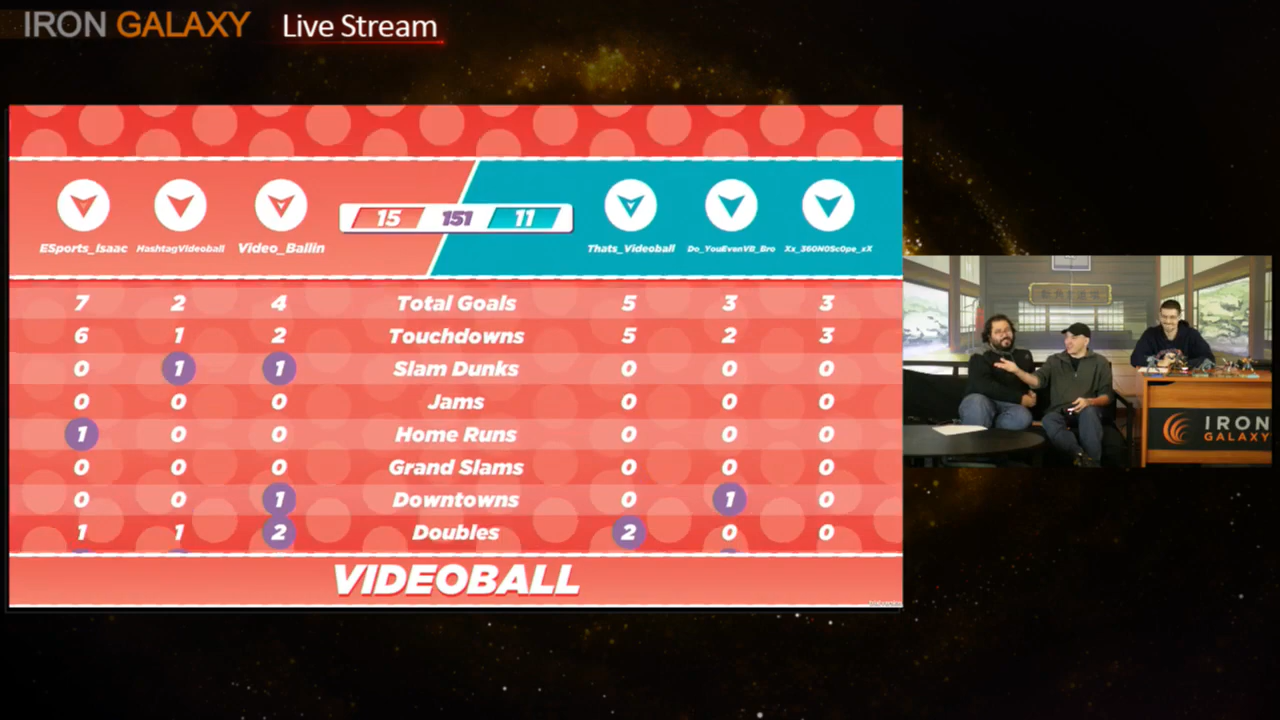 IRON GALAXY Live Stream
15 151 11
ESports_Isaac HashtagVideoball Video_Ballin Thats_Videoball Do_YouEvenVB_Bro Xx_360N0Sc0pe_xX
7 2 4 Total Goals 5 3 3
6 1 2 Touchdowns 5 2 3
0 1 1 Slam Dunks 0 0 0
0 0 0 Jams 0 0 0
1 0 0 Home Runs 0 0 0
0 0 0 Grand Slams 0 0 0
0 0 1 Downtowns 0 1 0
1 1 2 Doubles 2 0 0
VIDEOBALL
IRON
GALAXY